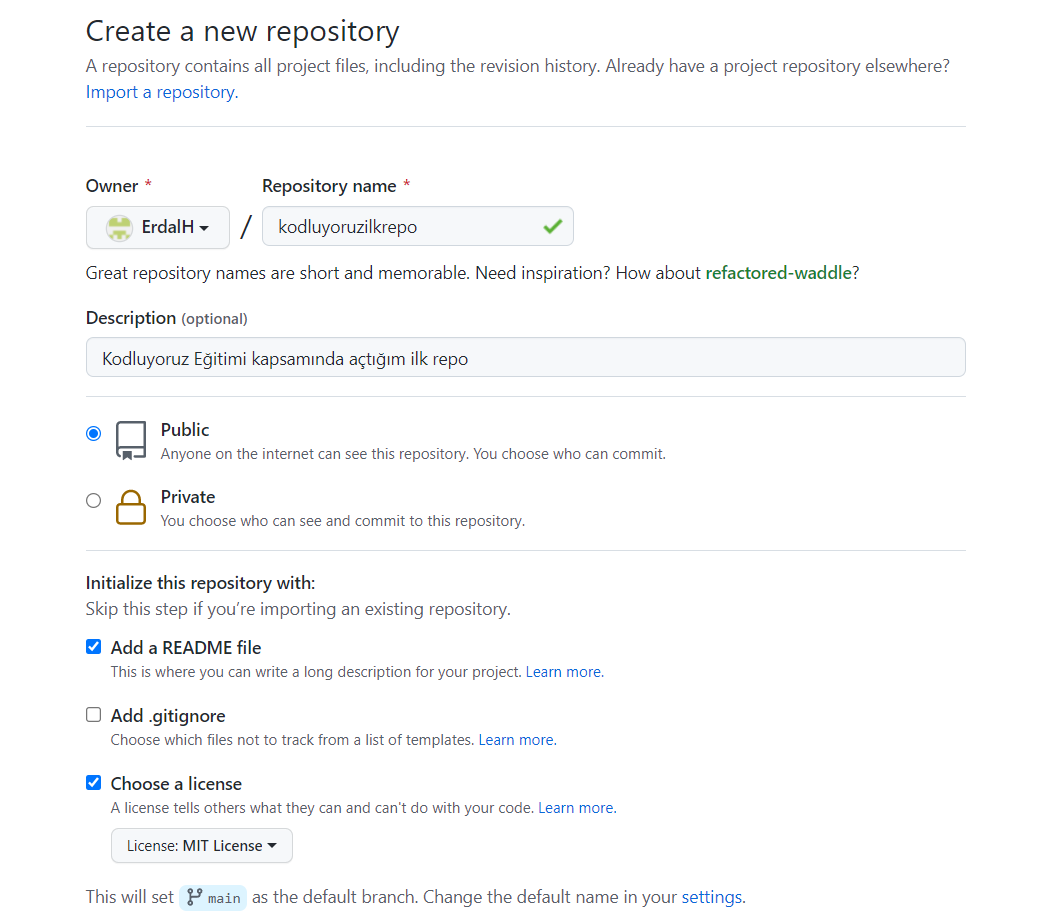 Create a new repository
A repository contains all project files, including the revision history. Already have a project repository elsewhere?
Import a repository.
Owner * Repository name *
ErdalH / kodluyoruzilkrepo
Great repository names are short and memorable. Need inspiration? How about refactored-waddle?
Description (optional)
Kodluyoruz Eğitimi kapsamında açtığım ilk repo
Public
Anyone on the internet can see this repository. You choose who can commit.
Private
You choose who can see and commit to this repository.
Initialize this repository with:
Skip this step if you’re importing an existing repository.
Add a README file
This is where you can write a long description for your project. Learn more.
Add .gitignore
Choose which files not to track from a list of templates. Learn more.
Choose a license
A license tells others what they can and can't do with your code. Learn more.
License: MIT License
This will set main as the default branch. Change the default name in your settings.